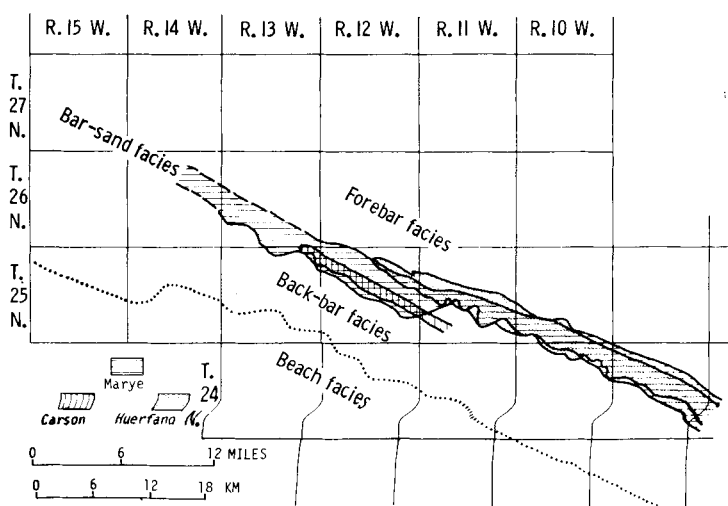 R. 15 W. R. 14 W. R. 13 W. R. 12 W. R. 11 W. R. 10 W.
T. 27 N.
Bar-sand facies
T. 26 N.
Forebar facies
T. 25 N.
Back-bar facies
Beach facies
Marye
T. 24 N.
Carson Huerfano
0 6 12 MILES
0 6 12 18 KM